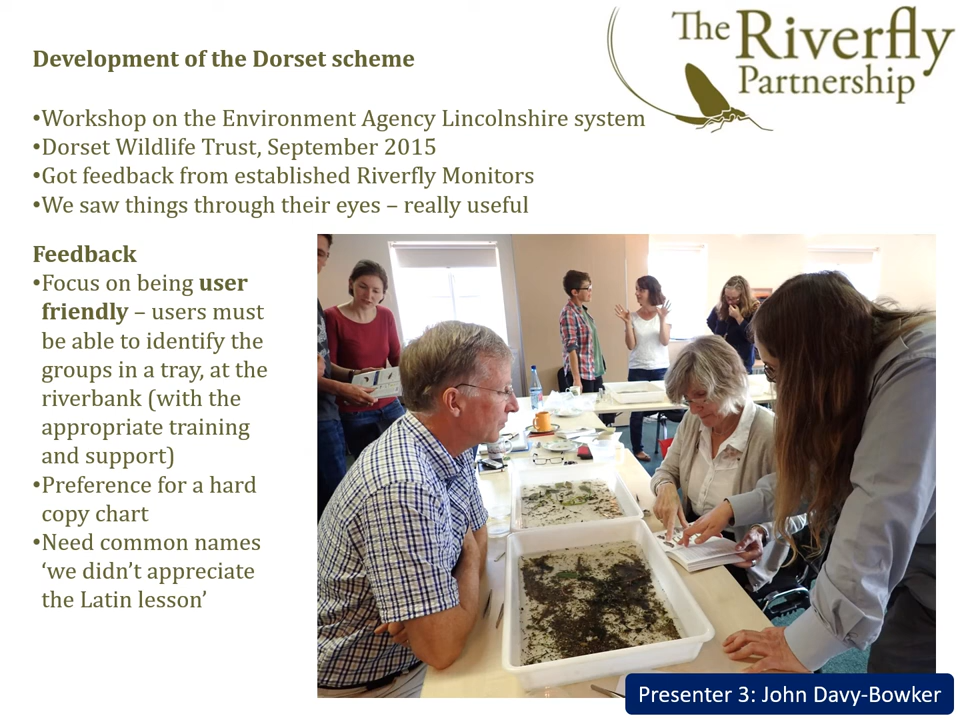 The Riverfly
Partnership
Development of the Dorset scheme
•Workshop on the Environment Agency Lincolnshire system
•Dorset Wildlife Trust, September 2015
•Got feedback from established Riverfly Monitors
•We saw things through their eyes – really useful
Feedback
•Focus on being user
friendly – users must
be able to identify the
groups in a tray, at the
riverbank (with the
appropriate training
and support)
•Preference for a hard
copy chart
•Need common names
‘we didn’t appreciate
the Latin lesson’
Presenter 3: John Davy-Bowker